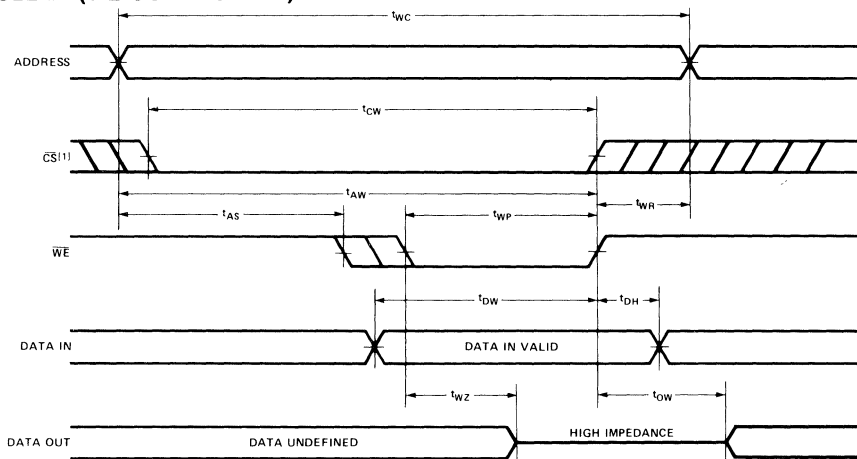 tWC
ADDRESS
tCW
CS[1]
tAW
tWR
tAS
tWP
WE
tDW
tDH
DATA IN
DATA IN VALID
tWZ
tOW
DATA OUT
DATA UNDEFINED
HIGH IMPEDANCE